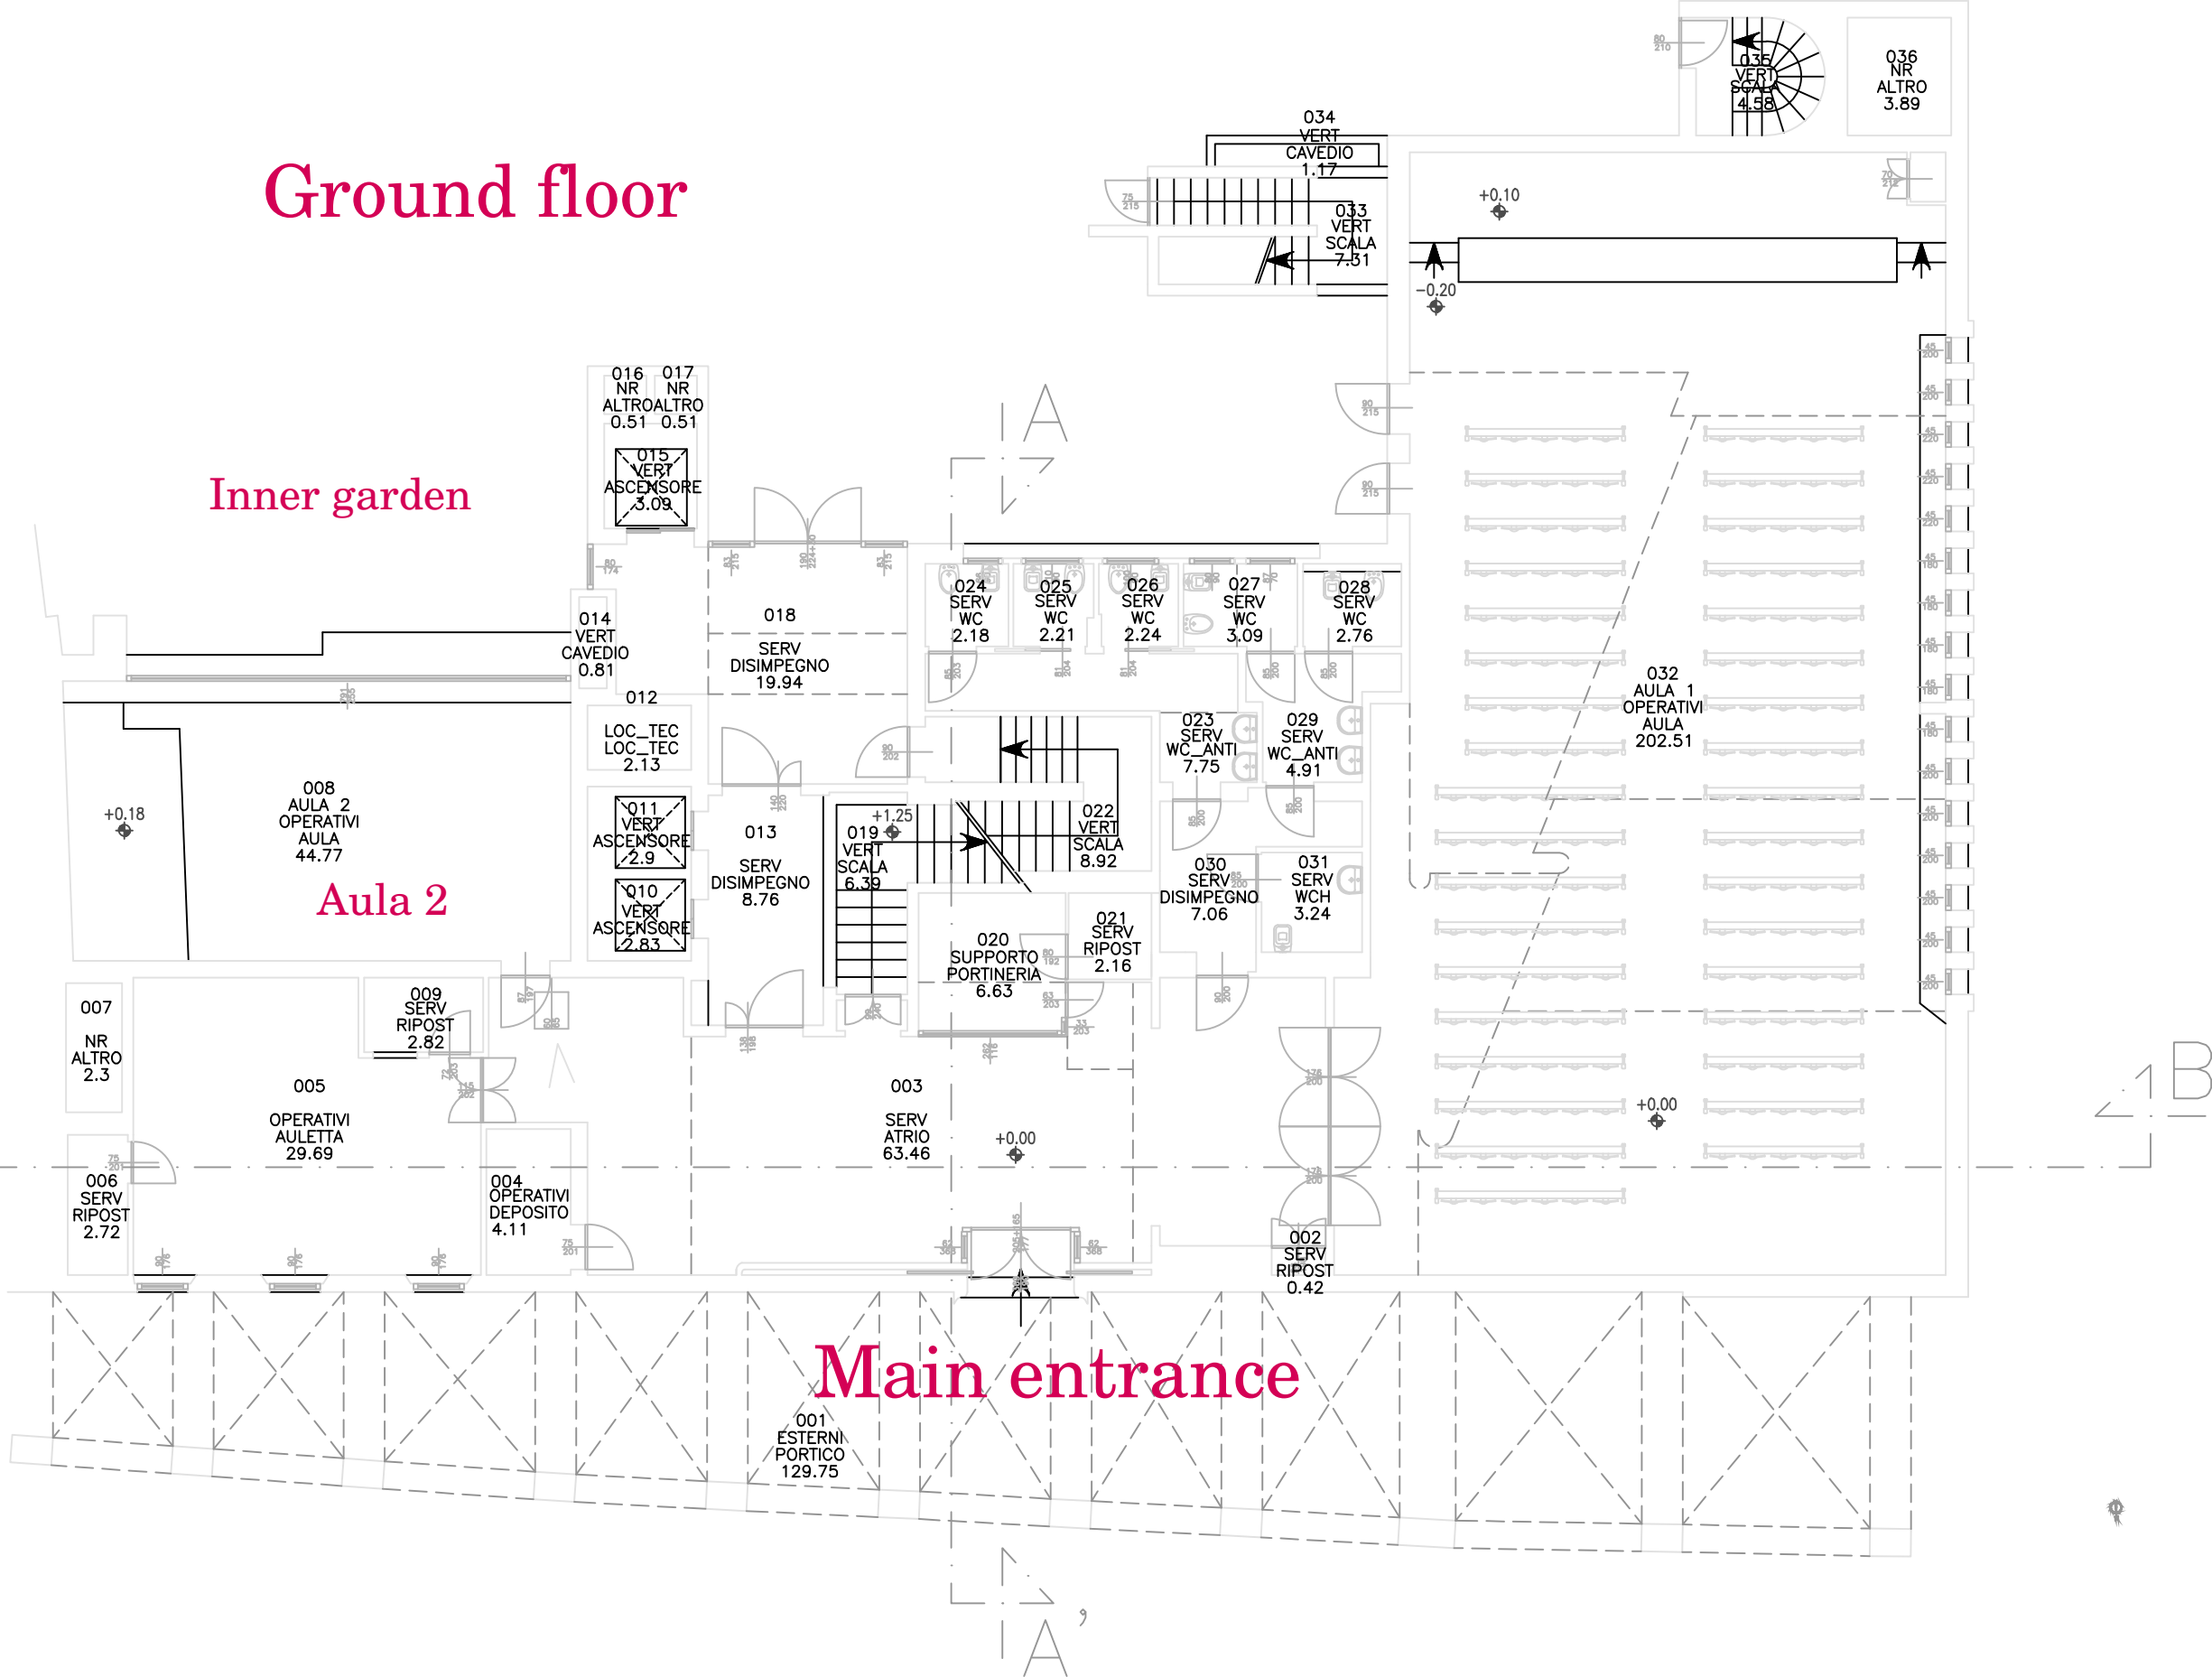 Ground floor
Inner garden
Aula 2
Main entrance
035
VERT
SCALA
4.58
036
NR
ALTRO
3.89
034
VERT
CAVEDIO
1.17
033
VERT
SCALA
7.31
+0.10
-0.20
016
NR
ALTRO
0.51
017
NR
ALTRO
0.51
015
VERT
ASCENSORE
3.09
014
VERT
CAVEDIO
0.81
018
SERV
DISIMPEGNO
19.94
024
SERV
WC
2.18
025
SERV
WC
2.21
026
SERV
WC
2.24
027
SERV
WC
3.09
028
SERV
WC
2.76
012
LOC_TEC
LOC_TEC
2.13
023
SERV
WC_ANTI
7.75
029
SERV
WC_ANTI
4.91
032
AULA 1
OPERATIVI
AULA
202.51
008
AULA 2
OPERATIVI
AULA
44.77
+0.18
011
VERT
ASCENSORE
2.9
010
VERT
ASCENSORE
2.83
013
SERV
DISIMPEGNO
8.76
+1.25
019
VERT
SCALA
6.39
022
VERT
SCALA
8.92
030
SERV
DISIMPEGNO
7.06
031
SERV
WCH
3.24
020
SUPPORTO
PORTINERIA
6.63
021
SERV
RIPOST
2.16
007
NR
ALTRO
2.3
009
SERV
RIPOST
2.82
005
OPERATIVI
AULETTA
29.69
003
SERV
ATRIO
63.46
+0.00
+0.00
006
SERV
RIPOST
2.72
004
OPERATIVI
DEPOSITO
4.11
002
SERV
RIPOST
0.42
001
ESTERNI
PORTICO
129.75
A
B
A'